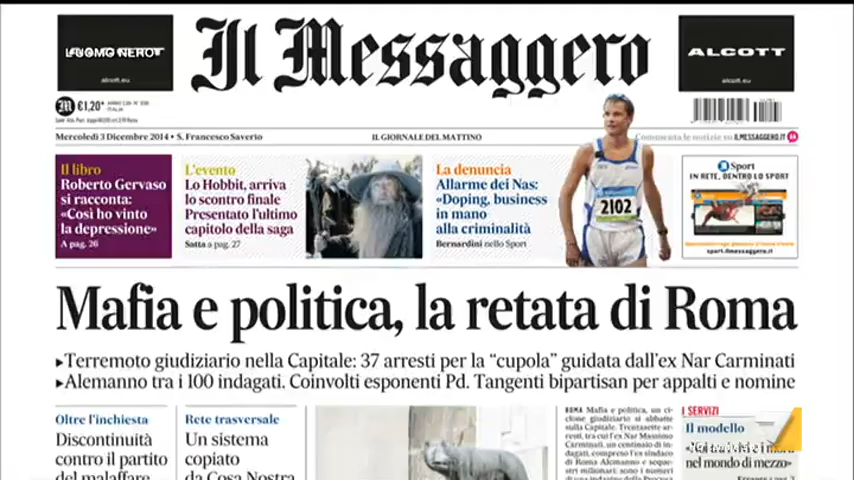 L'UOMO NERO?
alcott.eu
Il Messaggero
ALCOTT
alcott.eu
€1,20*
Mercoledì 3 Dicembre 2014 • S. Francesco Saverio
IL GIORNALE DEL MATTINO
Commenta le notizie su ILMESSAGGERO.IT
Il libro
Roberto Gervaso
si racconta:
«Così ho vinto
la depressione»
A pag. 26
L'evento
Lo Hobbit, arriva
lo scontro finale
Presentato l'ultimo
capitolo della saga
Satta a pag. 27
La denuncia
Allarme dei Nas:
«Doping, business
in mano
alla criminalità
Bernardini nello Sport
2102
Sport
IN RETE, DENTRO LO SPORT
sport.ilmessaggero.it
Mafia e politica, la retata di Roma
▸Terremoto giudiziario nella Capitale: 37 arresti per la “cupola” guidata dall'ex Nar Carminati
▸Alemanno tra i 100 indagati. Coinvolti esponenti Pd. Tangenti bipartisan per appalti e nomine
Oltre l'inchiesta
Discontinuità
contro il partito
del malaffare
Rete trasversale
Un sistema
copiato
da Cosa Nostra
ROMA Mafia e politica, un ci-
clone giudiziario si abbatte
sulla Capitale. Trentasette ar-
resti, tra cui l'ex Nar Massimo
Carminati, un centinaio di in-
dagati, compreso l'ex sindaco
di Roma Alemanno e seque-
stri milionari: sono i numeri
di una indagine della Procura
I SERVIZI
Il modello
nel mondo di mezzo»